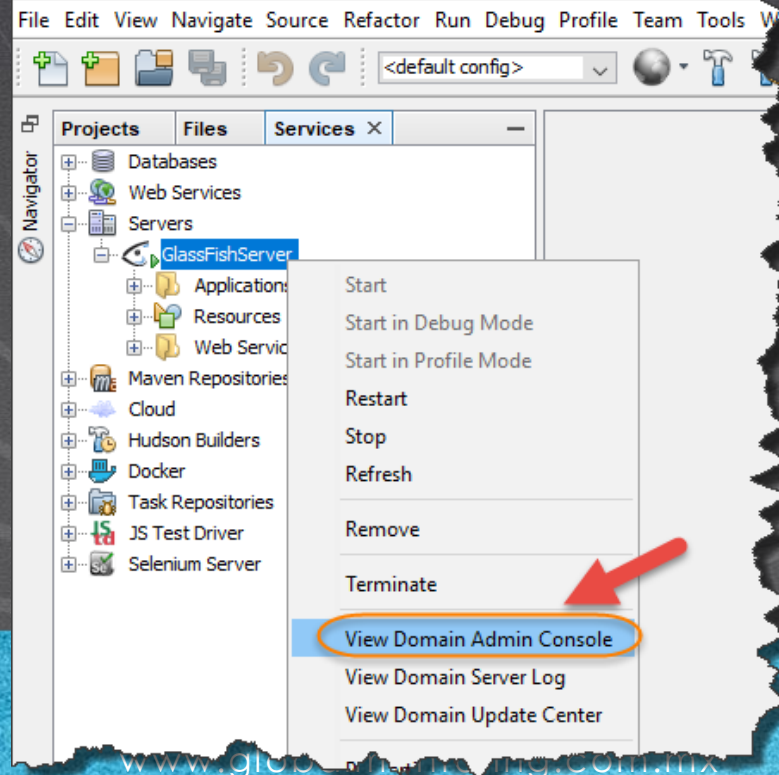 File Edit View Navigate Source Refactor Run Debug Profile Team Tools
<default config>
Projects Files Services
Navigator
Databases
Web Services
Servers
GlassFishServer
Applications
Resources
Web Servic
Maven Repositories
Cloud
Hudson Builders
Docker
Task Repositories
JS Test Driver
Selenium Server
Start
Start in Debug Mode
Start in Profile Mode
Restart
Stop
Refresh
Remove
Terminate
View Domain Admin Console
View Domain Server Log
View Domain Update Center